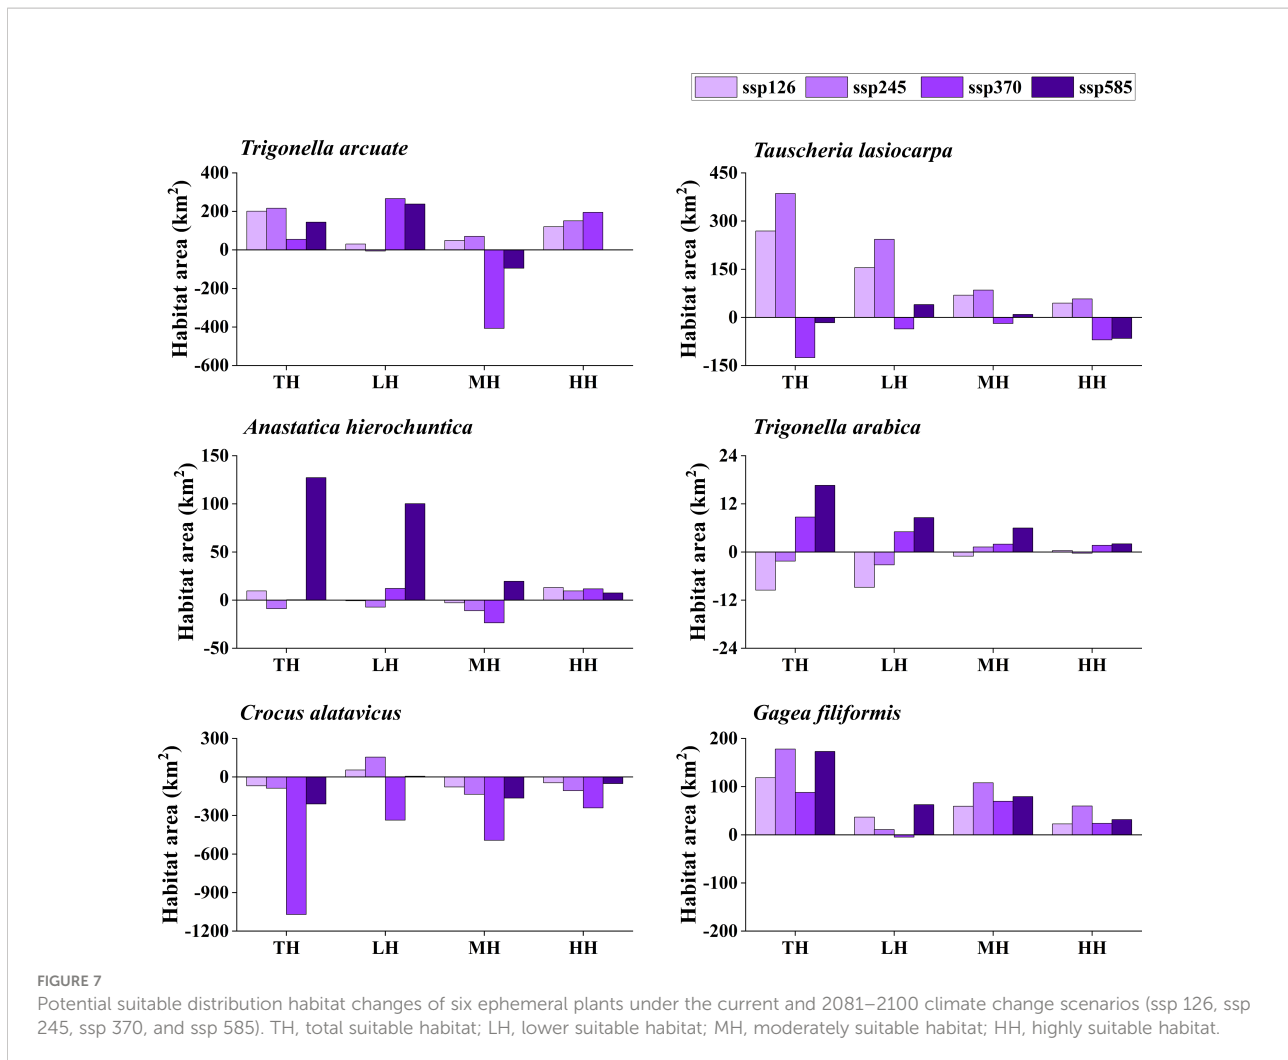 ssp126 ssp245 ssp370 ssp585
Trigonella arcuate
Habitat area (km²)
400
200
0
-200
-400
-600
TH LH MH HH
Tauscheria lasiocarpa
Habitat area (km²)
450
300
150
0
-150
TH LH MH HH
Anastatica hierochuntica
Habitat area (km²)
150
100
50
0
-50
TH LH MH HH
Trigonella arabica
Habitat area (km²)
24
12
0
-12
-24
TH LH MH HH
Crocus alatavicus
Habitat area (km²)
300
0
-300
-600
-900
-1200
TH LH MH HH
Gagea filiformis
Habitat area (km²)
200
100
0
-100
-200
TH LH MH HH
FIGURE 7
Potential suitable distribution habitat changes of six ephemeral plants under the current and 2081–2100 climate change scenarios (ssp 126, ssp
245, ssp 370, and ssp 585). TH, total suitable habitat; LH, lower suitable habitat; MH, moderately suitable habitat; HH, highly suitable habitat.